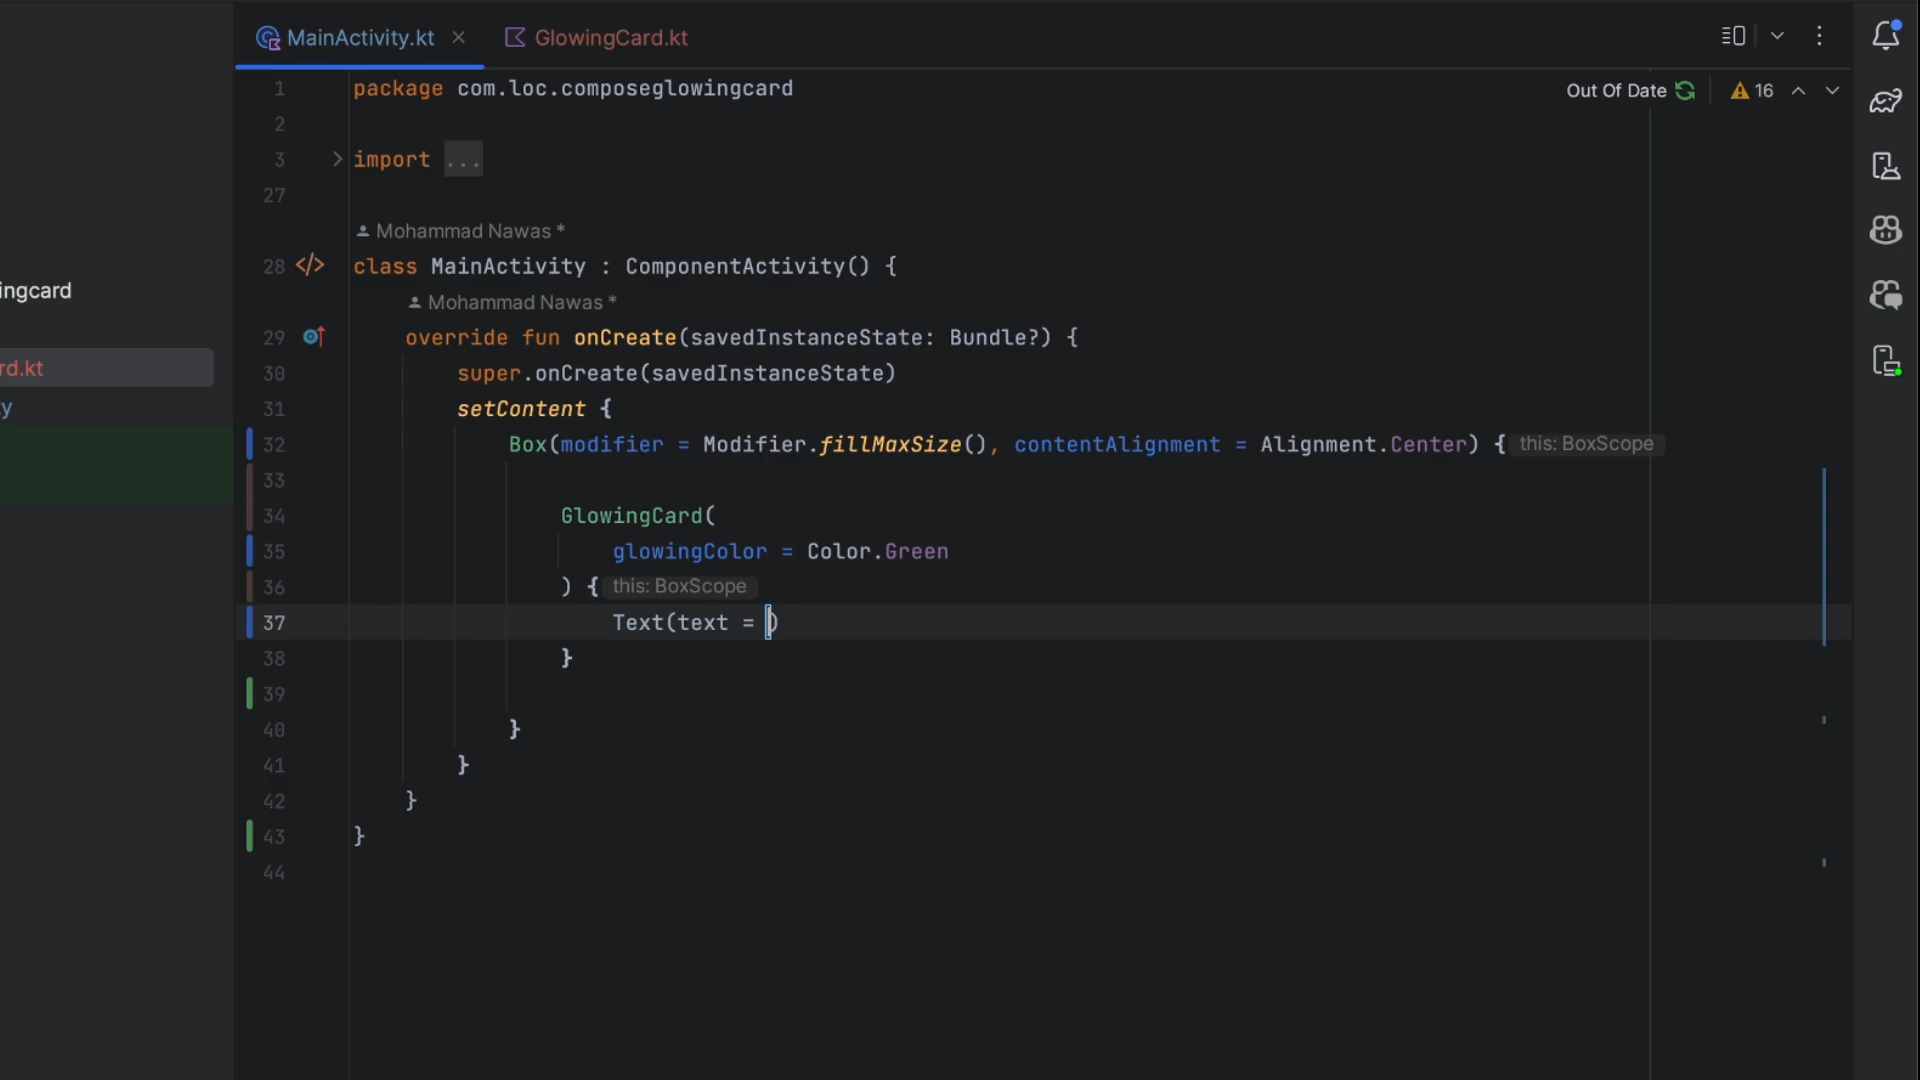 MainActivity.kt
GlowingCard.kt
Out Of Date
16
ingcard
rd.kt
y
1 package com.loc.composeglowingcard
2
3 import ...
27
Mohammad Nawas *
28 class MainActivity : ComponentActivity() {
Mohammad Nawas *
29 override fun onCreate(savedInstanceState: Bundle?) {
30 super.onCreate(savedInstanceState)
31 setContent {
32 Box(modifier = Modifier.fillMaxSize(), contentAlignment = Alignment.Center) { this: BoxScope
33
34 GlowingCard(
35 glowingColor = Color.Green
36 ) { this: BoxScope
37 Text(text = )
38 }
39
40 }
41 }
42 }
43 }
44